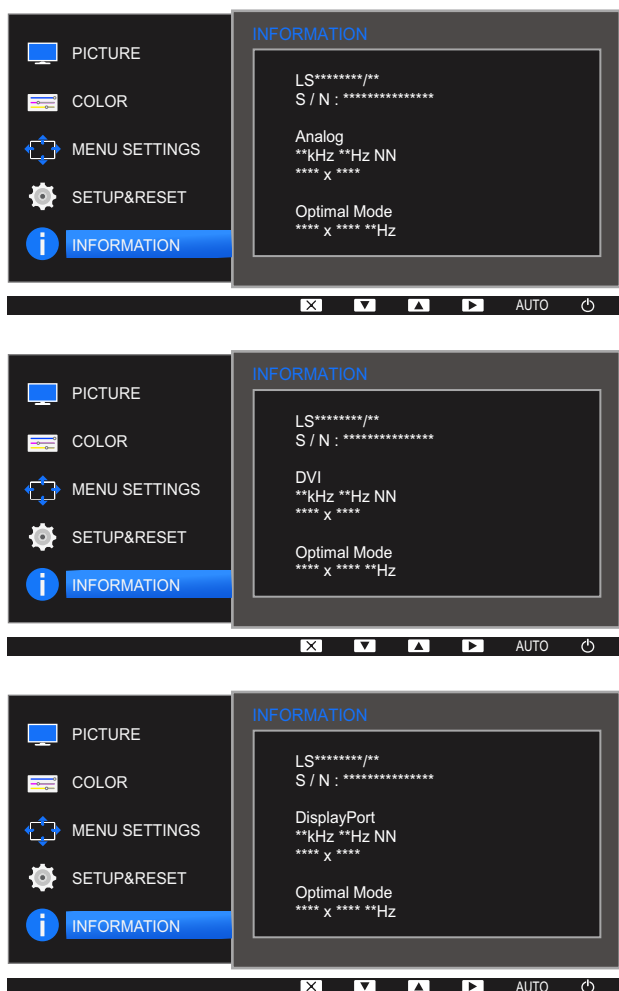 INFORMATION
PICTURE
COLOR
MENU SETTINGS
SETUP&RESET
INFORMATION
LS********/**
S / N : ***************
Analog
**kHz **Hz NN
**** x ****
Optimal Mode
**** x **** **Hz
AUTO
INFORMATION
PICTURE
COLOR
MENU SETTINGS
SETUP&RESET
INFORMATION
LS********/**
S / N : ***************
DVI
**kHz **Hz NN
**** x ****
Optimal Mode
**** x **** **Hz
AUTO
INFORMATION
PICTURE
COLOR
MENU SETTINGS
SETUP&RESET
INFORMATION
LS********/**
S / N : ***************
DisplayPort
**kHz **Hz NN
**** x ****
Optimal Mode
**** x **** **Hz
AUTO